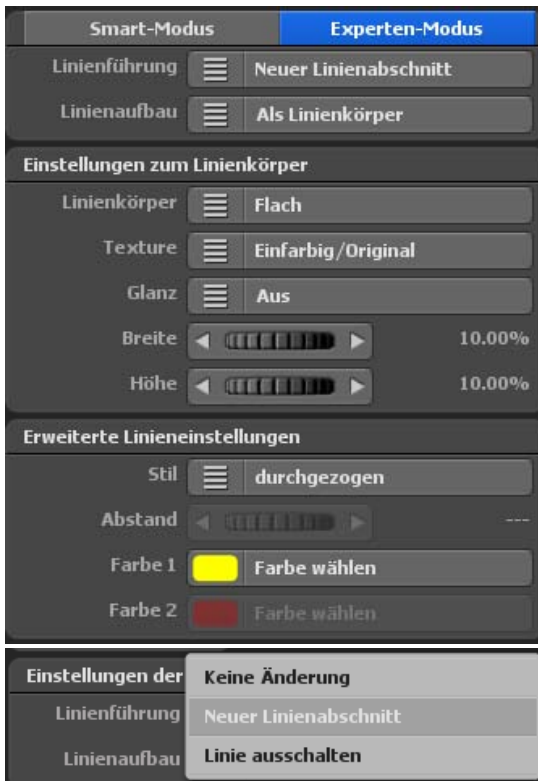 Smart-Modus Experten-Modus
Linienführung Neuer Linienabschnitt
Linienaufbau Als Linienkörper
Einstellungen zum Linienkörper
Linienkörper Flach
Texture Einfarbig/Original
Glanz Aus
Breite 10.00%
Höhe 10.00%
Erweiterte Linieneinstellungen
Stil durchgezogen
Abstand ---
Farbe 1 Farbe wählen
Farbe 2 Farbe wählen
Einstellungen der Keine Änderung
Linienführung Neuer Linienabschnitt
Linienaufbau Linie ausschalten